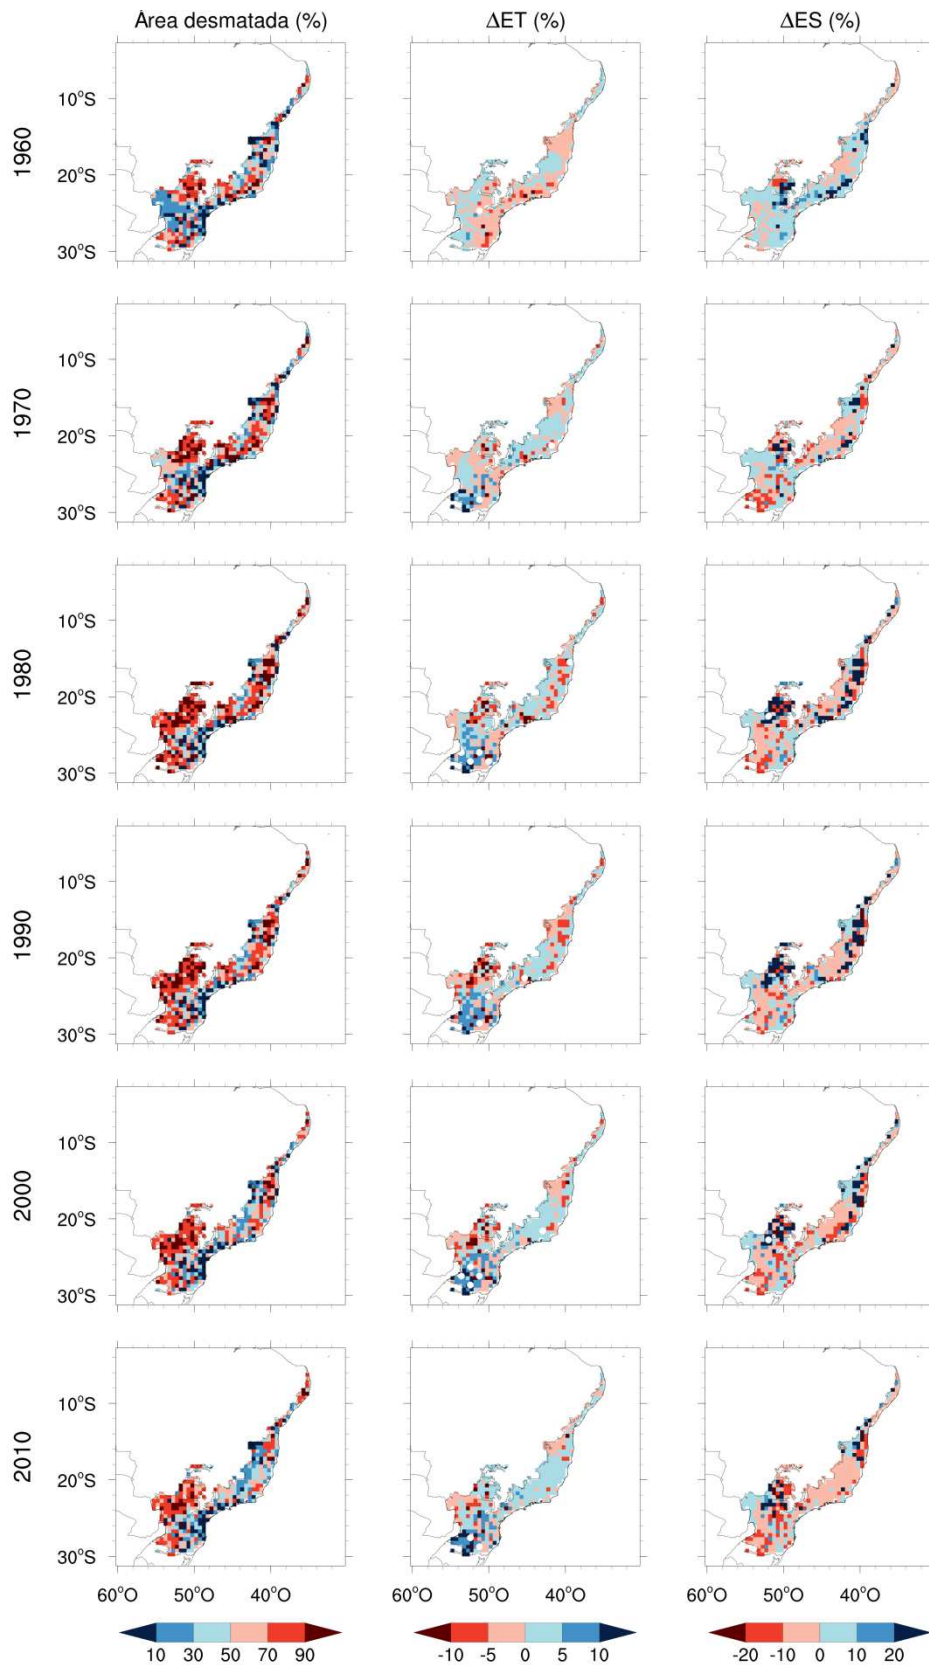 Área desmatada (%) ΔET (%) ΔES (%)
1960
10°S
20°S
30°S
1970
10°S
20°S
30°S
1980
10°S
20°S
30°S
1990
10°S
20°S
30°S
2000
10°S
20°S
30°S
2010
10°S
20°S
30°S
60°O 50°O 40°O 60°O 50°O 40°O 60°O 50°O 40°O
10 30 50 70 90 -10 -5 0 5 10 -20 -10 0 10 20